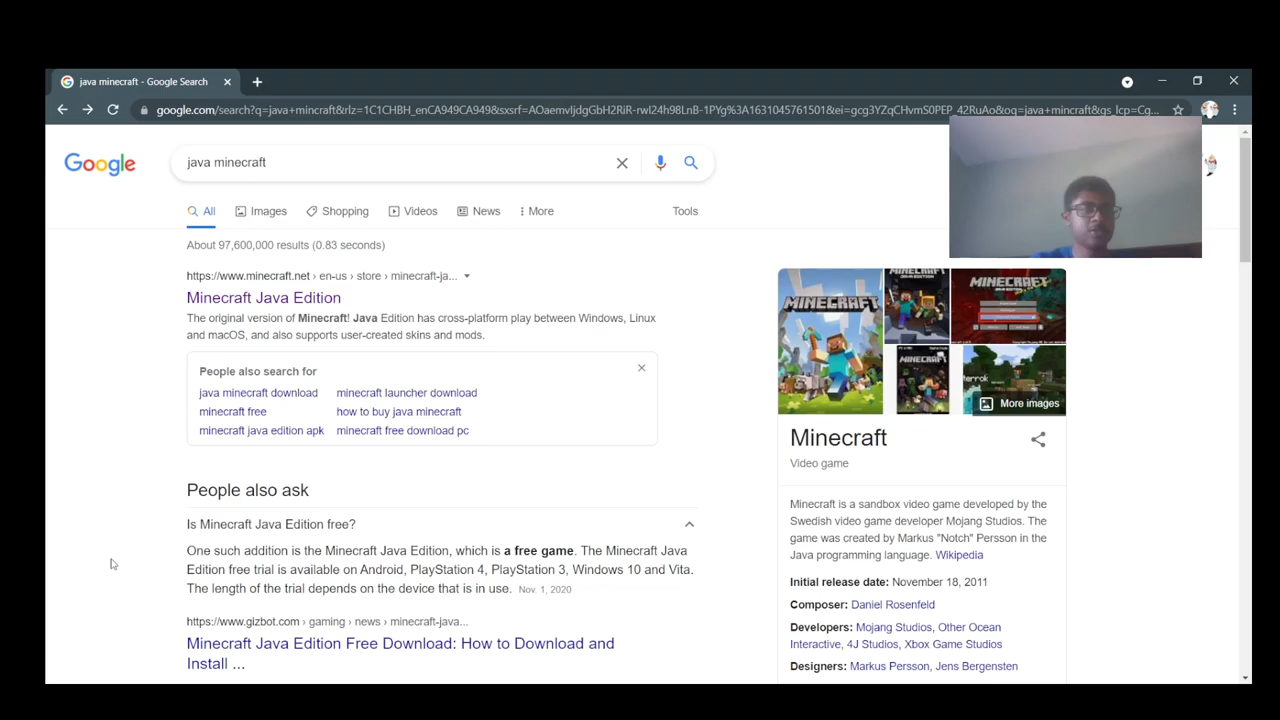 java minecraft - Google Search
google.com/search?q=java+mincraft&rlz=1C1CHBH_enCA949CA949&sxsrf=AOaemvIjdgGbH2RiR-rwI24h98LnB-1PYg%3A1631045761501&ei=gcg3YZqCHvmS0PEP_42RuAo&oq=java+mincraft&gs_lcp=Cg...
Google
java minecraft
All
Images
Shopping
Videos
News
More
Tools
About 97,600,000 results (0.83 seconds)
https://www.minecraft.net › en-us › store › minecraft-ja...
Minecraft Java Edition
The original version of Minecraft! Java Edition has cross-platform play between Windows, Linux
and macOS, and also supports user-created skins and mods.
People also search for
java minecraft download
minecraft launcher download
minecraft free
how to buy java minecraft
minecraft java edition apk
minecraft free download pc
People also ask
Is Minecraft Java Edition free?
One such addition is the Minecraft Java Edition, which is a free game. The Minecraft Java
Edition free trial is available on Android, PlayStation 4, PlayStation 3, Windows 10 and Vita.
The length of the trial depends on the device that is in use. Nov. 1, 2020
https://www.gizbot.com › gaming › news › minecraft-java...
Minecraft Java Edition Free Download: How to Download and
Install ...
MINECRAFT
MINECRAFT
MINECRAFT
MINECRAFT
More images
Minecraft
Video game
Minecraft is a sandbox video game developed by the
Swedish video game developer Mojang Studios. The
game was created by Markus "Notch" Persson in the
Java programming language. Wikipedia
Initial release date: November 18, 2011
Composer: Daniel Rosenfeld
Developers: Mojang Studios, Other Ocean
Interactive, 4J Studios, Xbox Game Studios
Designers: Markus Persson, Jens Bergensten